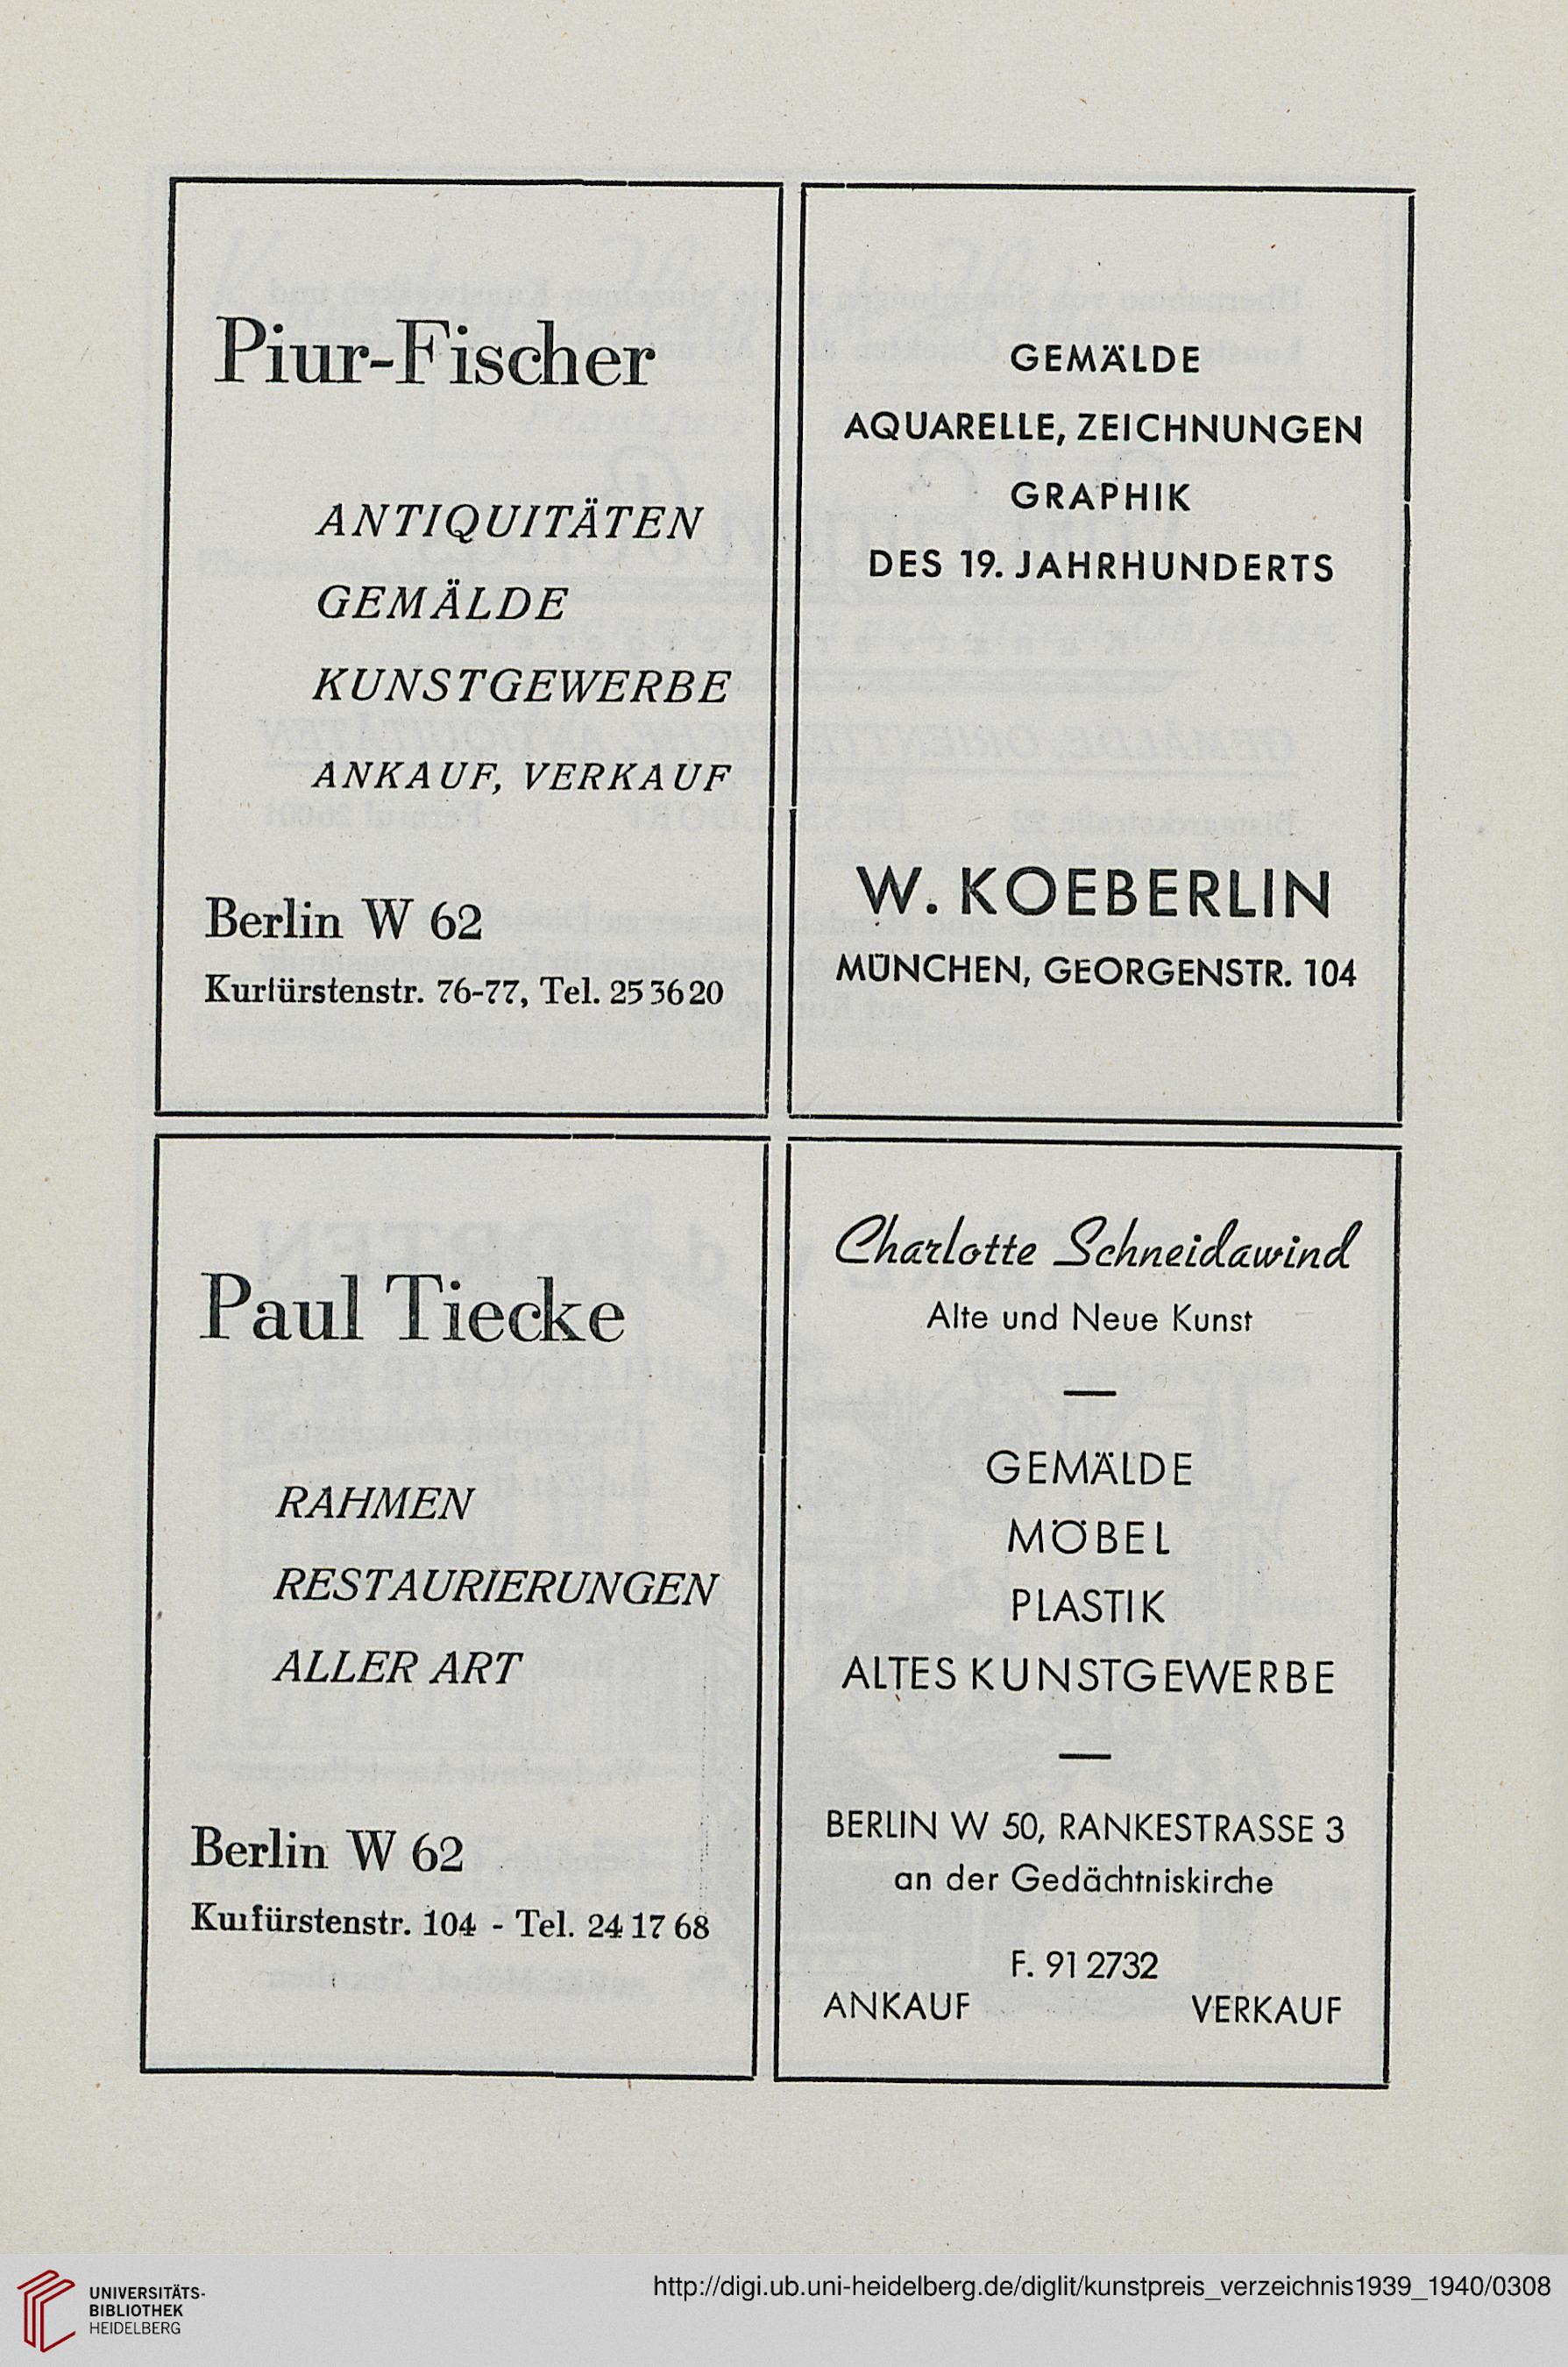 Piur-Fischer
ANTIQUITÄTEN
GEMÄLDE
KUNSTGEWERBE
ANKAUF, VERKAUF
Berlin W 62
Kurfürstenstr. 76-77, Tel. 25 36 20
GEMÄLDE
AQUARELLE, ZEICHNUNGEN
GRAPHIK
DES 19. JAHRHUNDERTS
W. KOEBERLIN
MÜNCHEN, GEORGENSTR. 104
Paul Tiecke
RAHMEN
RESTAURIERUNGEN
ALLER ART
Berlin W 62
Kurfürstenstr. 104 - Tel. 24 17 68
Charlotte Schneidawind
Alte und Neue Kunst
GEMÄLDE
MÖBEL
PLASTIK
ALTES KUNSTGEWERBE
BERLIN W 50, RANKESTRASSE 3
an der Gedächtniskirche
F. 91 2732
ANKAUF VERKAUF
UNIVERSITÄTS-
BIBLIOTHEK
HEIDELBERG
http://digi.ub.uni-heidelberg.de/diglit/kunstpreis_verzeichnis1939_1940/0308